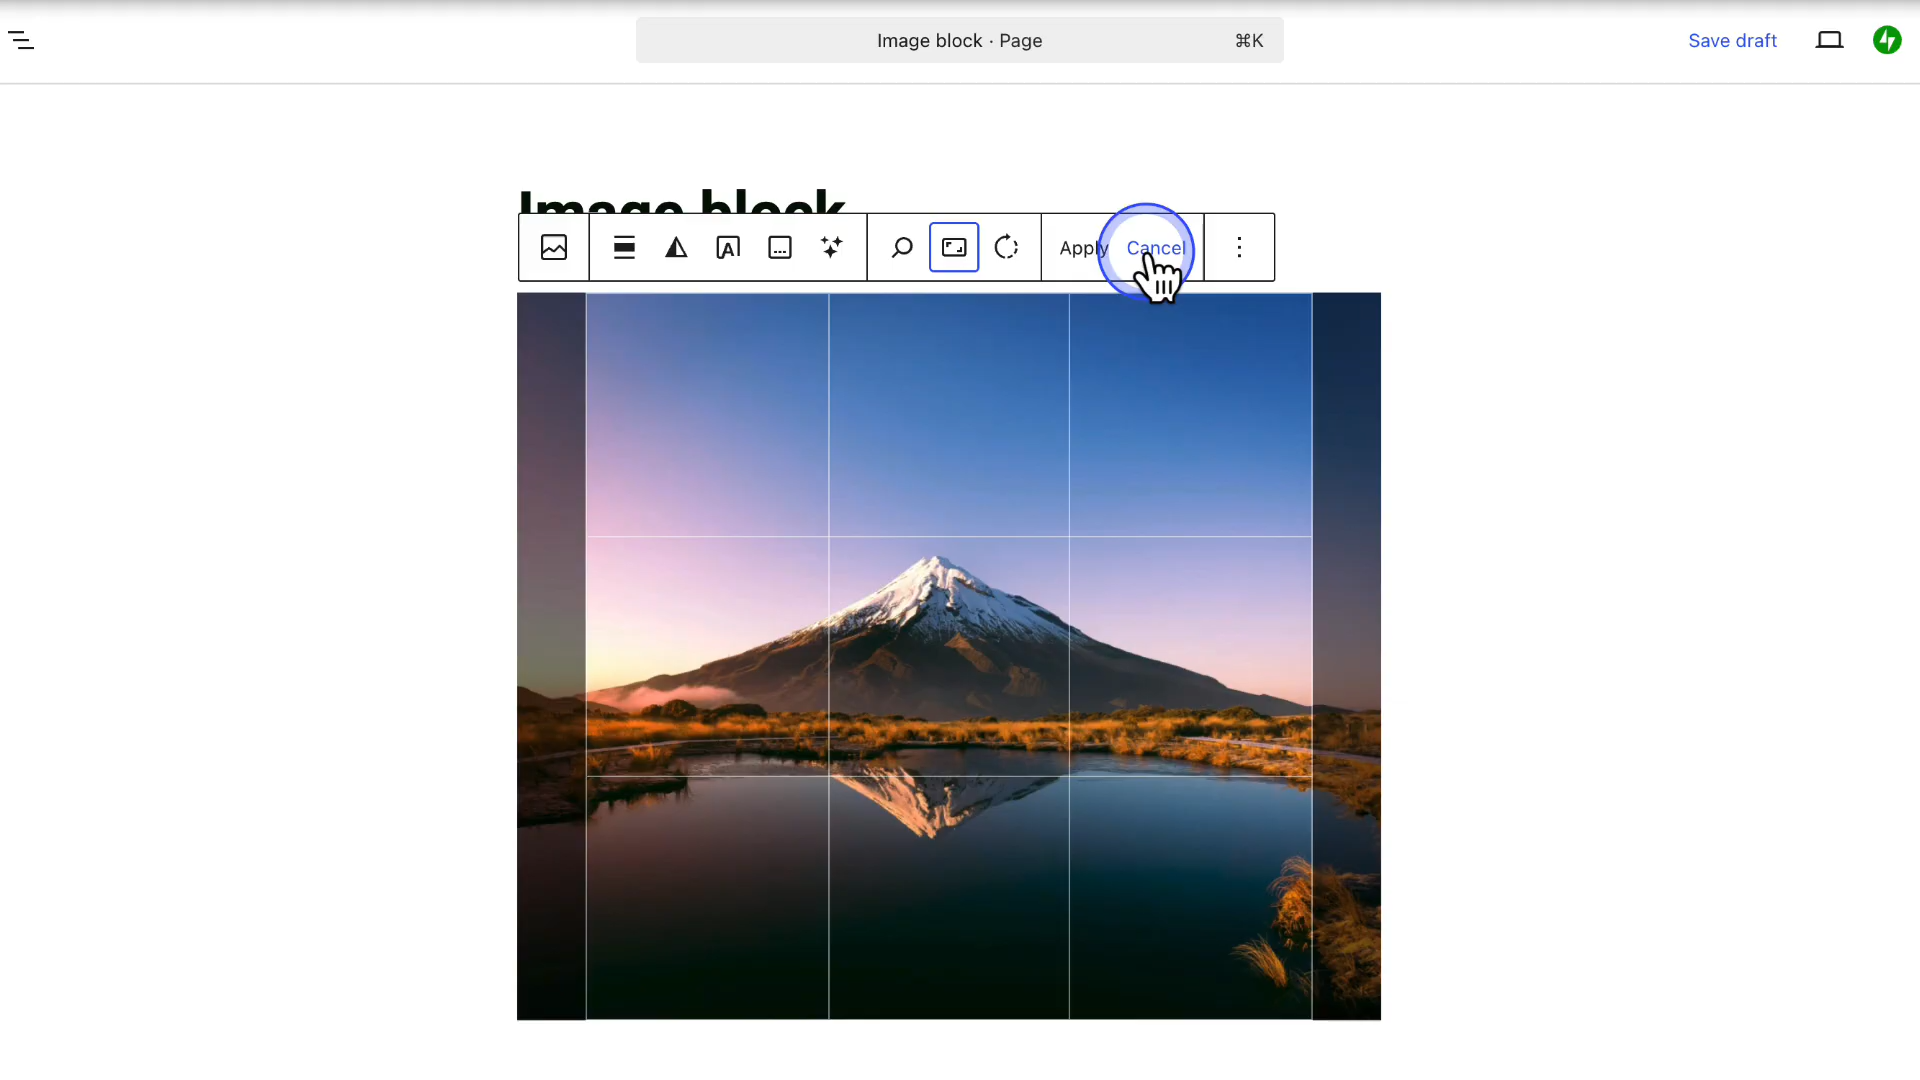 Image block · Page
⌘K
Save draft
Image block
Apply
Cancel